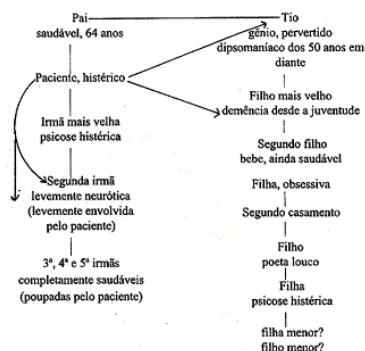 Pai
saudável, 64 anos
Paciente, histérico
Irmã mais velha
psicose histérica
Segunda irmã
levemente neurótica
(levemente envolvida
pelo paciente)
3ª, 4ª e 5ª irmãs
completamente saudáveis
(poupadas pelo paciente)
Tio
gênio, pervertido
dipsomaníaco dos 50 anos em
diante
Filho mais velho
demência desde a juventude
Segundo filho
bebe, ainda saudável
Filha, obsessiva
Segundo casamento
Filho
poeta louco
Filha
psicose histérica
filha menor?
filho menor?